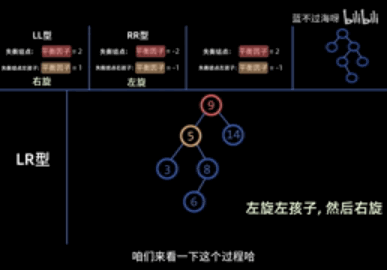 蓝不过海呀 bilibili
LL型
失衡结点: 平衡因子 = 2
失衡结点左孩子: 平衡因子 = 1
右旋
RR型
失衡结点: 平衡因子 = -2
失衡结点右孩子: 平衡因子 = -1
左旋
失衡结点: 平衡因子 = 2
失衡结点左孩子: 平衡因子 = -1
LR型
9
5
14
3
8
6
左旋左孩子, 然后右旋
咱们来看一下这个过程哈